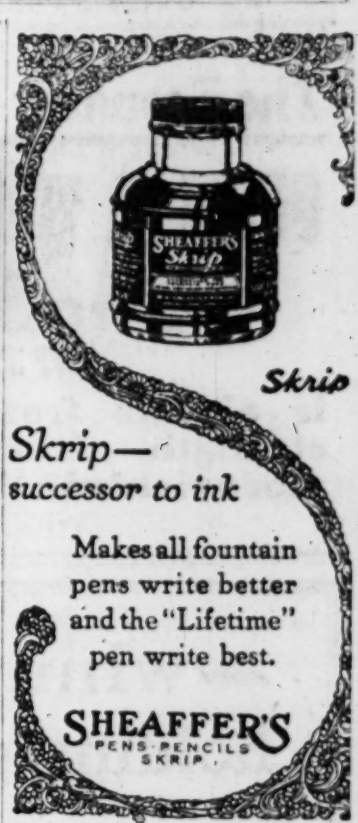 SHEAFFER'S
Skrip
Skrip
Skrip—
successor to ink
Makes all fountain
pens write better
and the "Lifetime"
pen write best.
SHEAFFER'S
PENS·PENCILS
SKRIP